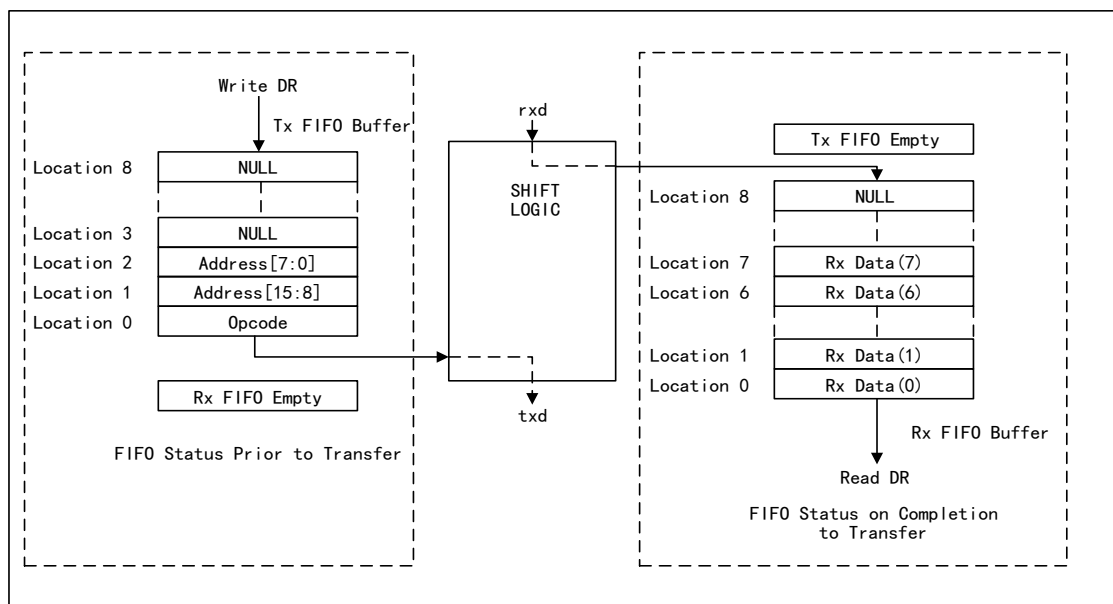 Write DR
Tx FIFO Buffer
Location 8
NULL
Location 3
NULL
Location 2
Address[7:0]
Location 1
Address[15:8]
Location 0
Opcode
Rx FIFO Empty
FIFO Status Prior to Transfer
rxd
SHIFT
LOGIC
txd
Tx FIFO Empty
Location 8
NULL
Location 7
Rx Data(7)
Location 6
Rx Data(6)
Location 1
Rx Data(1)
Location 0
Rx Data(0)
Rx FIFO Buffer
Read DR
FIFO Status on Completion
to Transfer